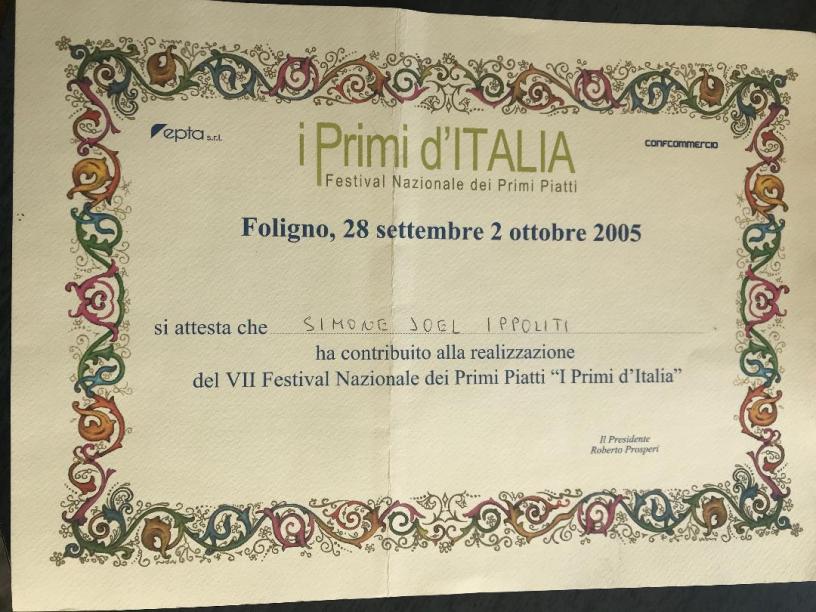 epta s.r.l.
i Primi d'ITALIA
CONFCOMMERCIO
Festival Nazionale dei Primi Piatti
Foligno, 28 settembre 2 ottobre 2005
si attesta che SIMONE JOEL IPPOLITI
ha contribuito alla realizzazione
del VII Festival Nazionale dei Primi Piatti “I Primi d’Italia”
Il Presidente
Roberto Prosperi